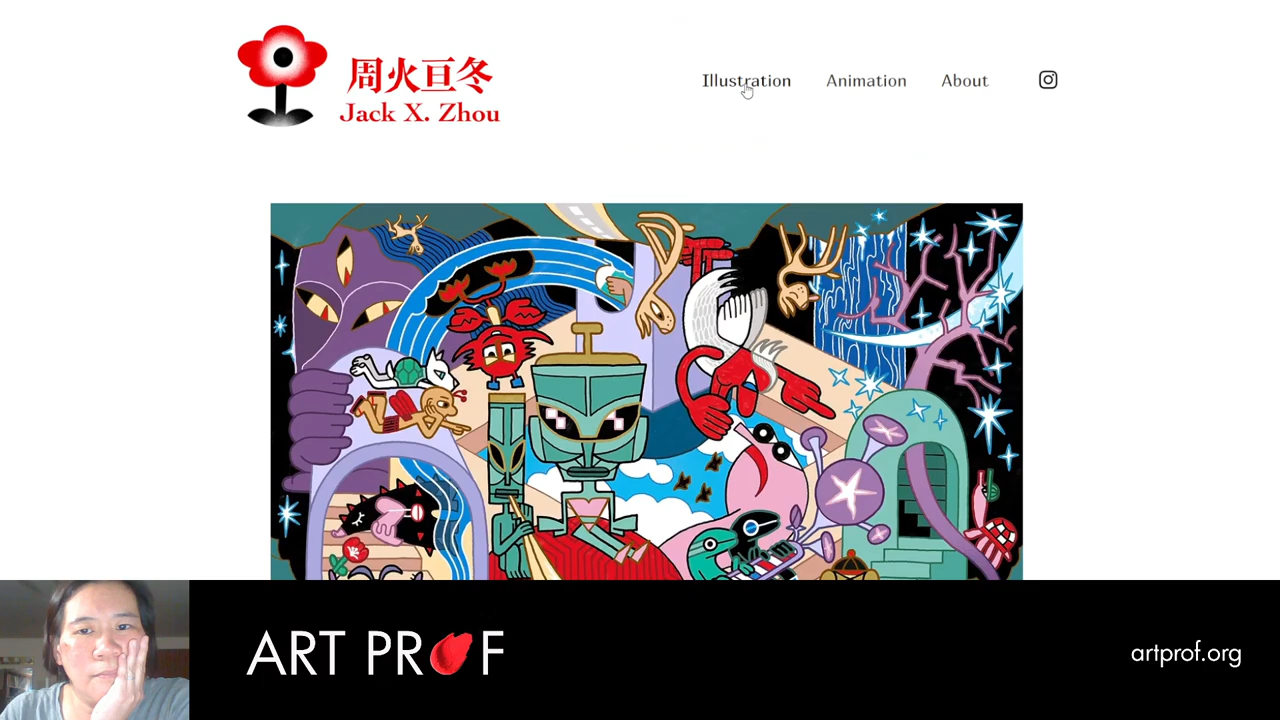 周火亘冬
Jack X. Zhou
Illustration
Animation
About
ART PROF
artprof.org